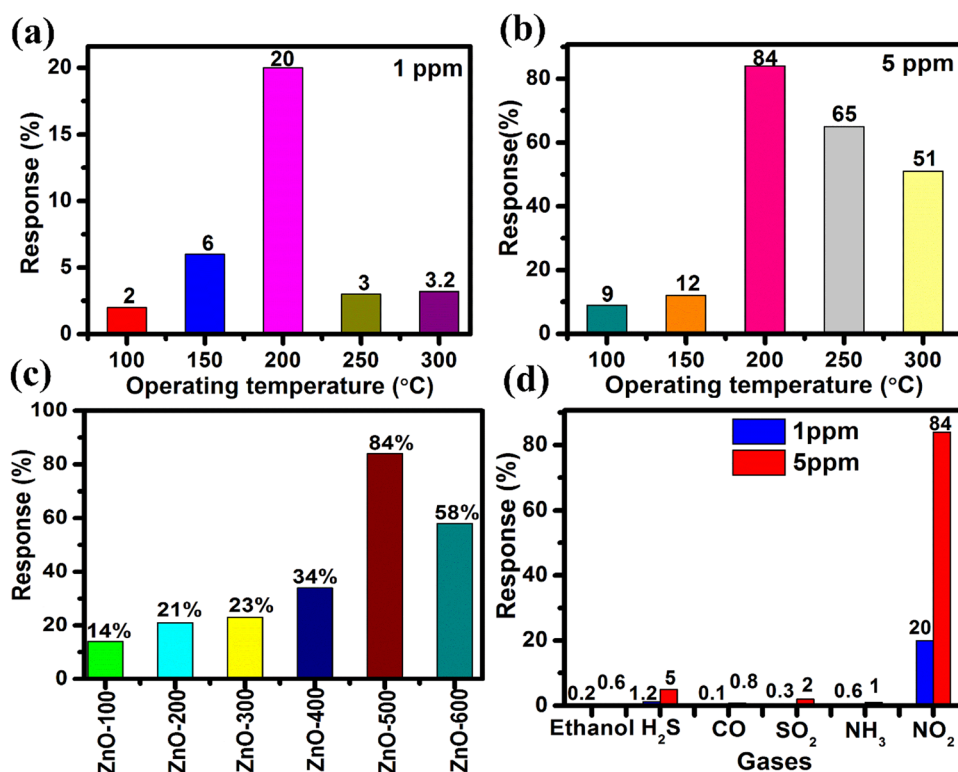 (a)
1 ppm
Response (%)
20
15
10
5
0
2
6
20
3
3.2
100 150 200 250 300
Operating temperature (°C)
(b)
5 ppm
Response(%)
80
60
40
20
0
9
12
84
65
51
100 150 200 250 300
Operating temperature (°C)
(c)
Response (%)
100
80
60
40
20
0
14%
21%
23%
34%
84%
58%
ZnO-100
ZnO-200
ZnO-300
ZnO-400
ZnO-500
ZnO-600
(d)
1ppm
5ppm
Response (%)
80
60
40
20
0
0.2 0.6
1.2 5
0.1 0.8
0.3 2
0.6 1
20 84
Ethanol H₂S CO SO₂ NH₃ NO₂
Gases